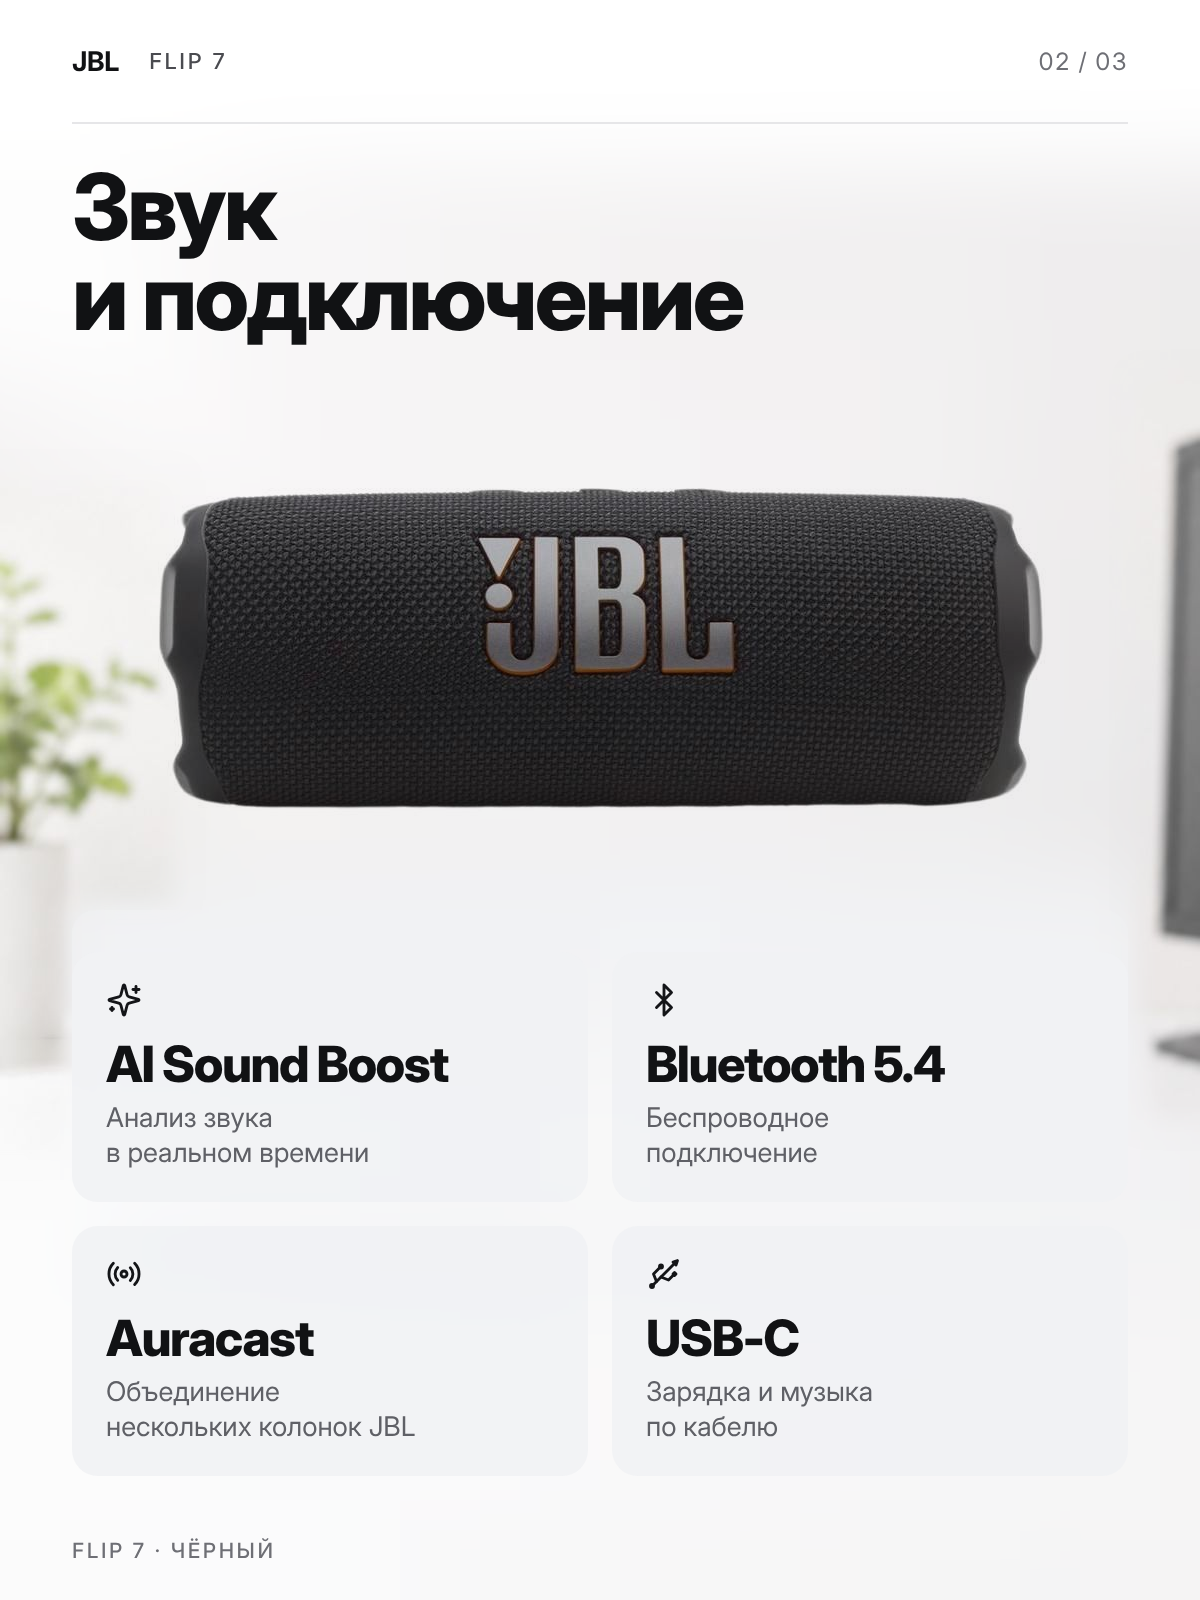 JBL FLIP 7 02 / 03
Звук
и подключение
JBL
AI Sound Boost
Анализ звука
в реальном времени
Bluetooth 5.4
Беспроводное
подключение
Auracast
Объединение
нескольких колонок JBL
USB-C
Зарядка и музыка
по кабелю
FLIP 7 · ЧЁРНЫЙ